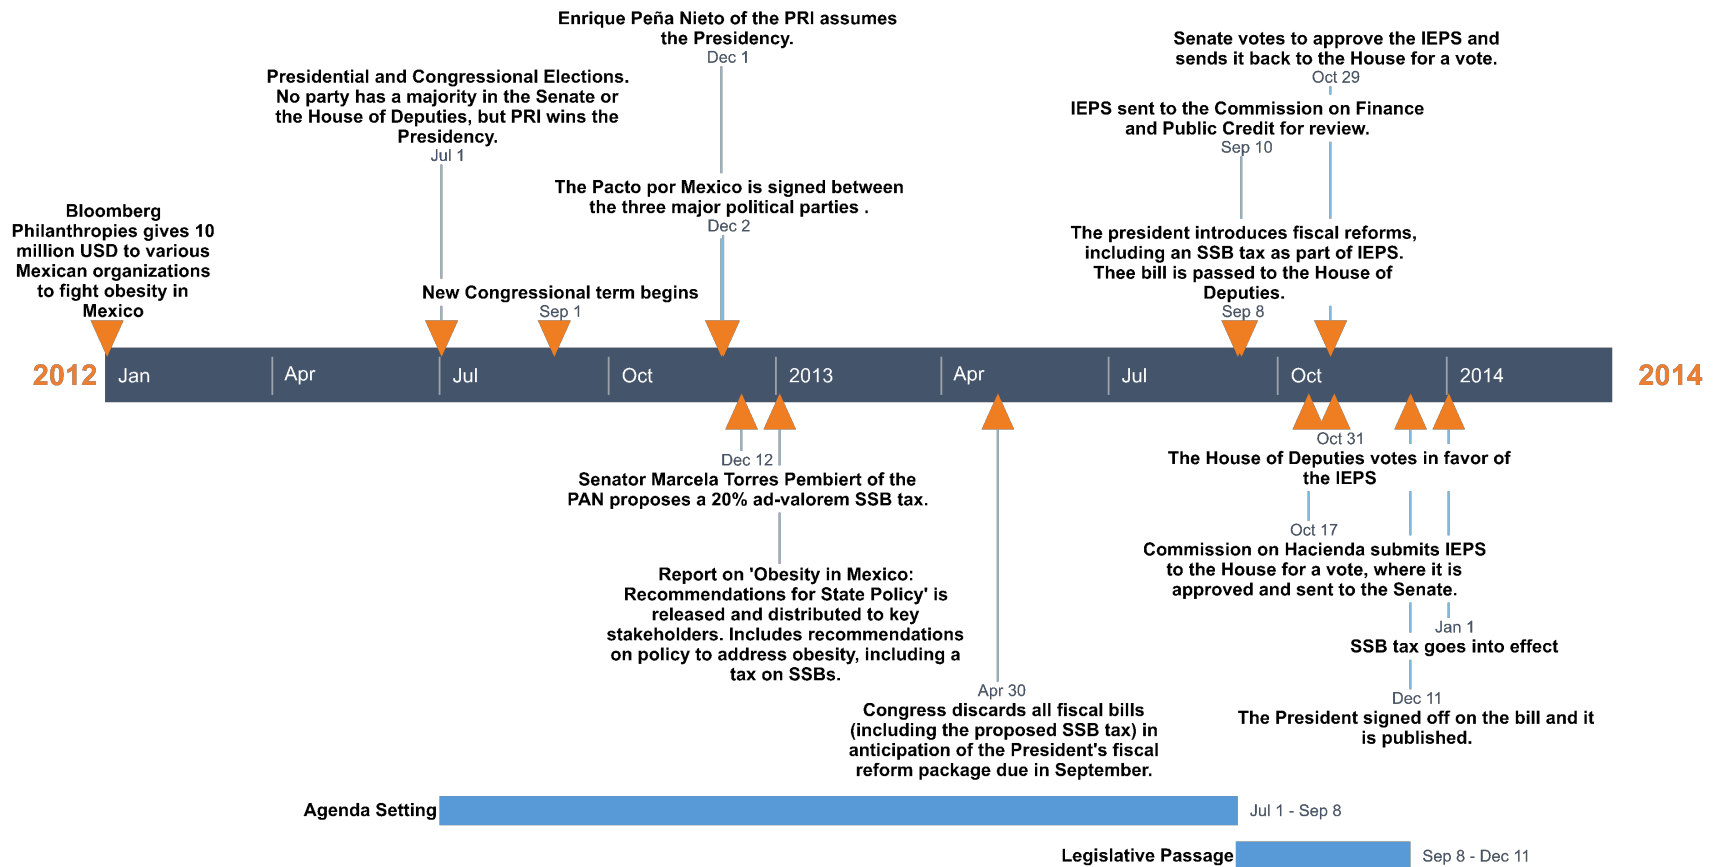 Enrique Peña Nieto of the PRI assumes
the Presidency.
Dec 1
Senate votes to approve the IEPS and
sends it back to the House for a vote.
Oct 29
Presidential and Congressional Elections.
No party has a majority in the Senate or
the House of Deputies, but PRI wins the
Presidency.
Jul 1
IEPS sent to the Commission on Finance
and Public Credit for review.
Sep 10
The Pacto por Mexico is signed between
the three major political parties .
Dec 2
Bloomberg
Philanthropies gives 10
million USD to various
Mexican organizations
to fight obesity in
Mexico
The president introduces fiscal reforms,
including an SSB tax as part of IEPS.
Thee bill is passed to the House of
Deputies.
Sep 8
New Congressional term begins
Sep 1
2012 Jan Apr Jul Oct 2013 Apr Jul Oct 2014 2014
Dec 12
Senator Marcela Torres Pembiert of the
PAN proposes a 20% ad-valorem SSB tax.
Oct 31
The House of Deputies votes in favor of
the IEPS
Oct 17
Commission on Hacienda submits IEPS
to the House for a vote, where it is
approved and sent to the Senate.
Report on 'Obesity in Mexico:
Recommendations for State Policy' is
released and distributed to key
stakeholders. Includes recommendations
on policy to address obesity, including a
tax on SSBs.
Jan 1
SSB tax goes into effect
Apr 30
Congress discards all fiscal bills
(including the proposed SSB tax) in
anticipation of the President's fiscal
reform package due in September.
Dec 11
The President signed off on the bill and it
is published.
Agenda Setting Jul 1 - Sep 8
Legislative Passage Sep 8 - Dec 11